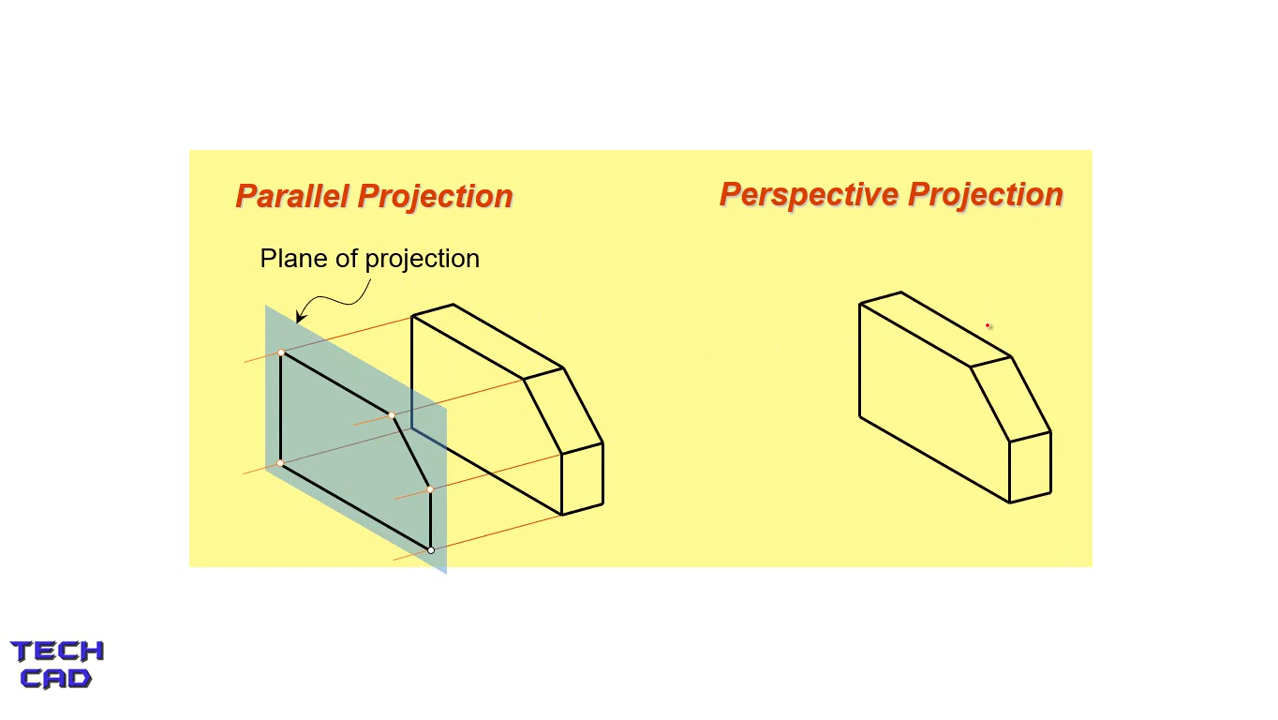 Parallel Projection
Perspective Projection
Plane of projection
TECH
CAD